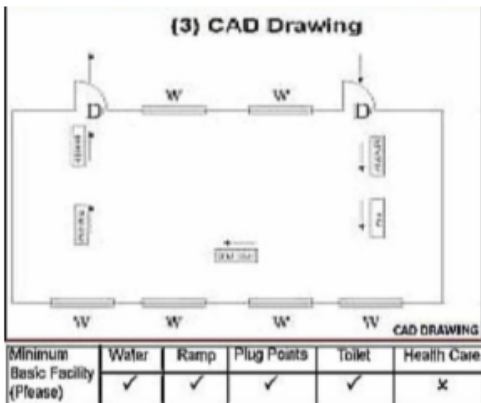 (3) CAD Drawing
W W
D D
W W W W
CAD DRAWING
Minimum Basic Facility (Please) Water Ramp Plug Points Toilet Health Care
✓ ✓ ✓ ✓ x